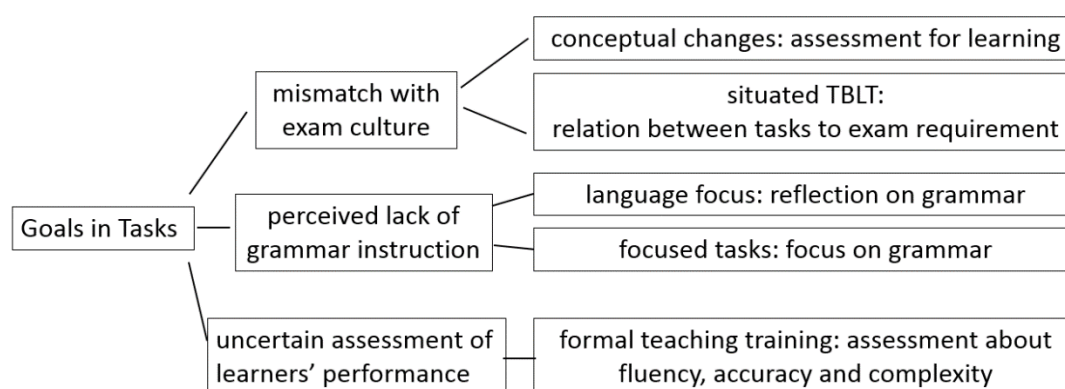 conceptual changes: assessment for learning
mismatch with
exam culture
situated TBLT:
relation between tasks to exam requirement
Goals in Tasks
perceived lack of
grammar instruction
language focus: reflection on grammar
focused tasks: focus on grammar
uncertain assessment of
learners’ performance
formal teaching training: assessment about
fluency, accuracy and complexity